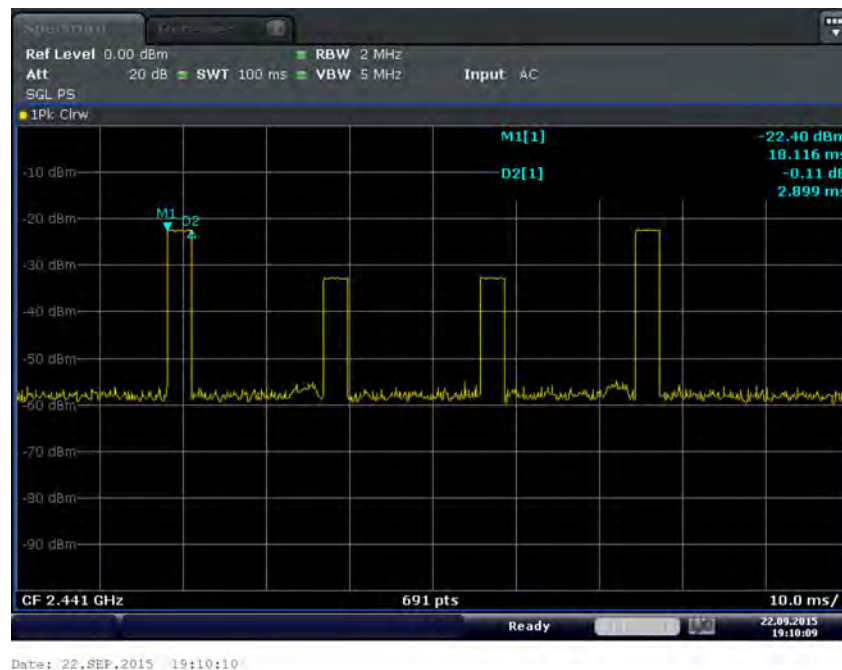 Spectrum Receiver
Ref Level 0.00 dBm RBW 2 MHz
Att 20 dB SWT 100 ms VBW 5 MHz Input AC
SGL PS
1Pk Clrw
M1[1] -22.40 dBm
18.116 ms
-10 dBm D2[1] -0.11 dB
2.899 ms
-20 dBm M1 D2
-30 dBm
-40 dBm
-50 dBm
-60 dBm
-70 dBm
-80 dBm
-90 dBm
CF 2.441 GHz 691 pts 10.0 ms/
Ready 22.09.2015
19:10:09
Date: 22.SEP.2015 19:10:10